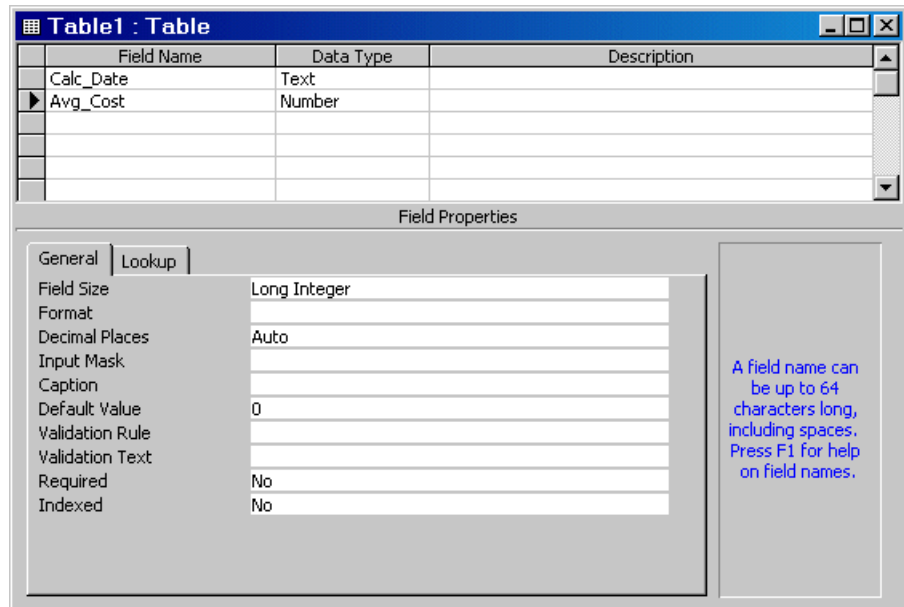 Table1 : Table
Field Name Data Type Description
Calc_Date Text
Avg_Cost Number
Field Properties
General Lookup
Field Size Long Integer
Format
Decimal Places Auto
Input Mask
Caption
Default Value 0
Validation Rule
Validation Text
Required No
Indexed No
A field name can
be up to 64
characters long,
including spaces.
Press F1 for help
on field names.